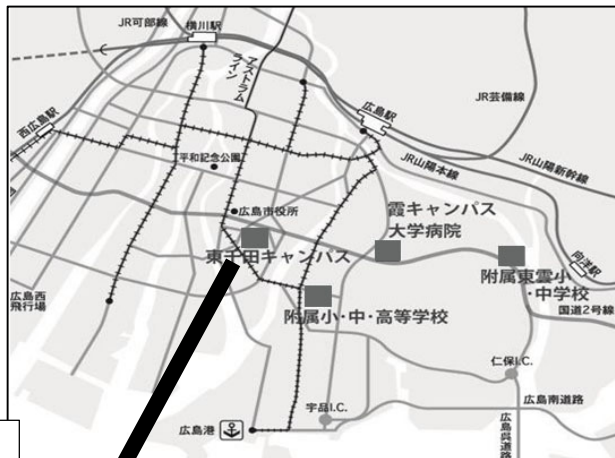 JR可部線
横川駅
アストラム
ライン
JR芸備線
西広島駅
広島駅
平和記念公園
JR山陽本線
JR山陽新幹線
広島市役所
霞キャンパス
大学病院
東千田キャンパス
向洋駅
附属東雲小
・中学校
広島西
飛行場
附属小・中・高等学校
国道2号線
仁保I.C.
宇品I.C.
広島南道路
広島港
広島呉道路